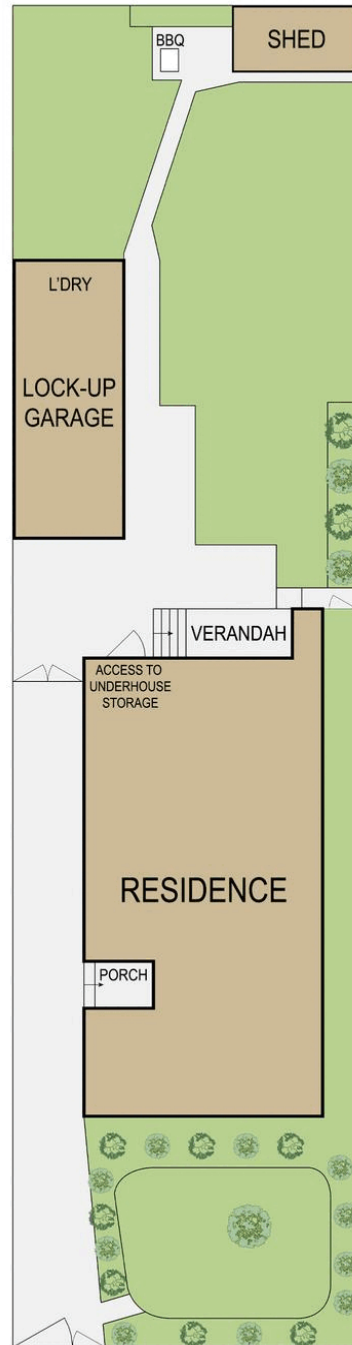 BBQ
SHED
L'DRY
LOCK-UP
GARAGE
VERANDAH
ACCESS TO
UNDERHOUSE
STORAGE
RESIDENCE
PORCH